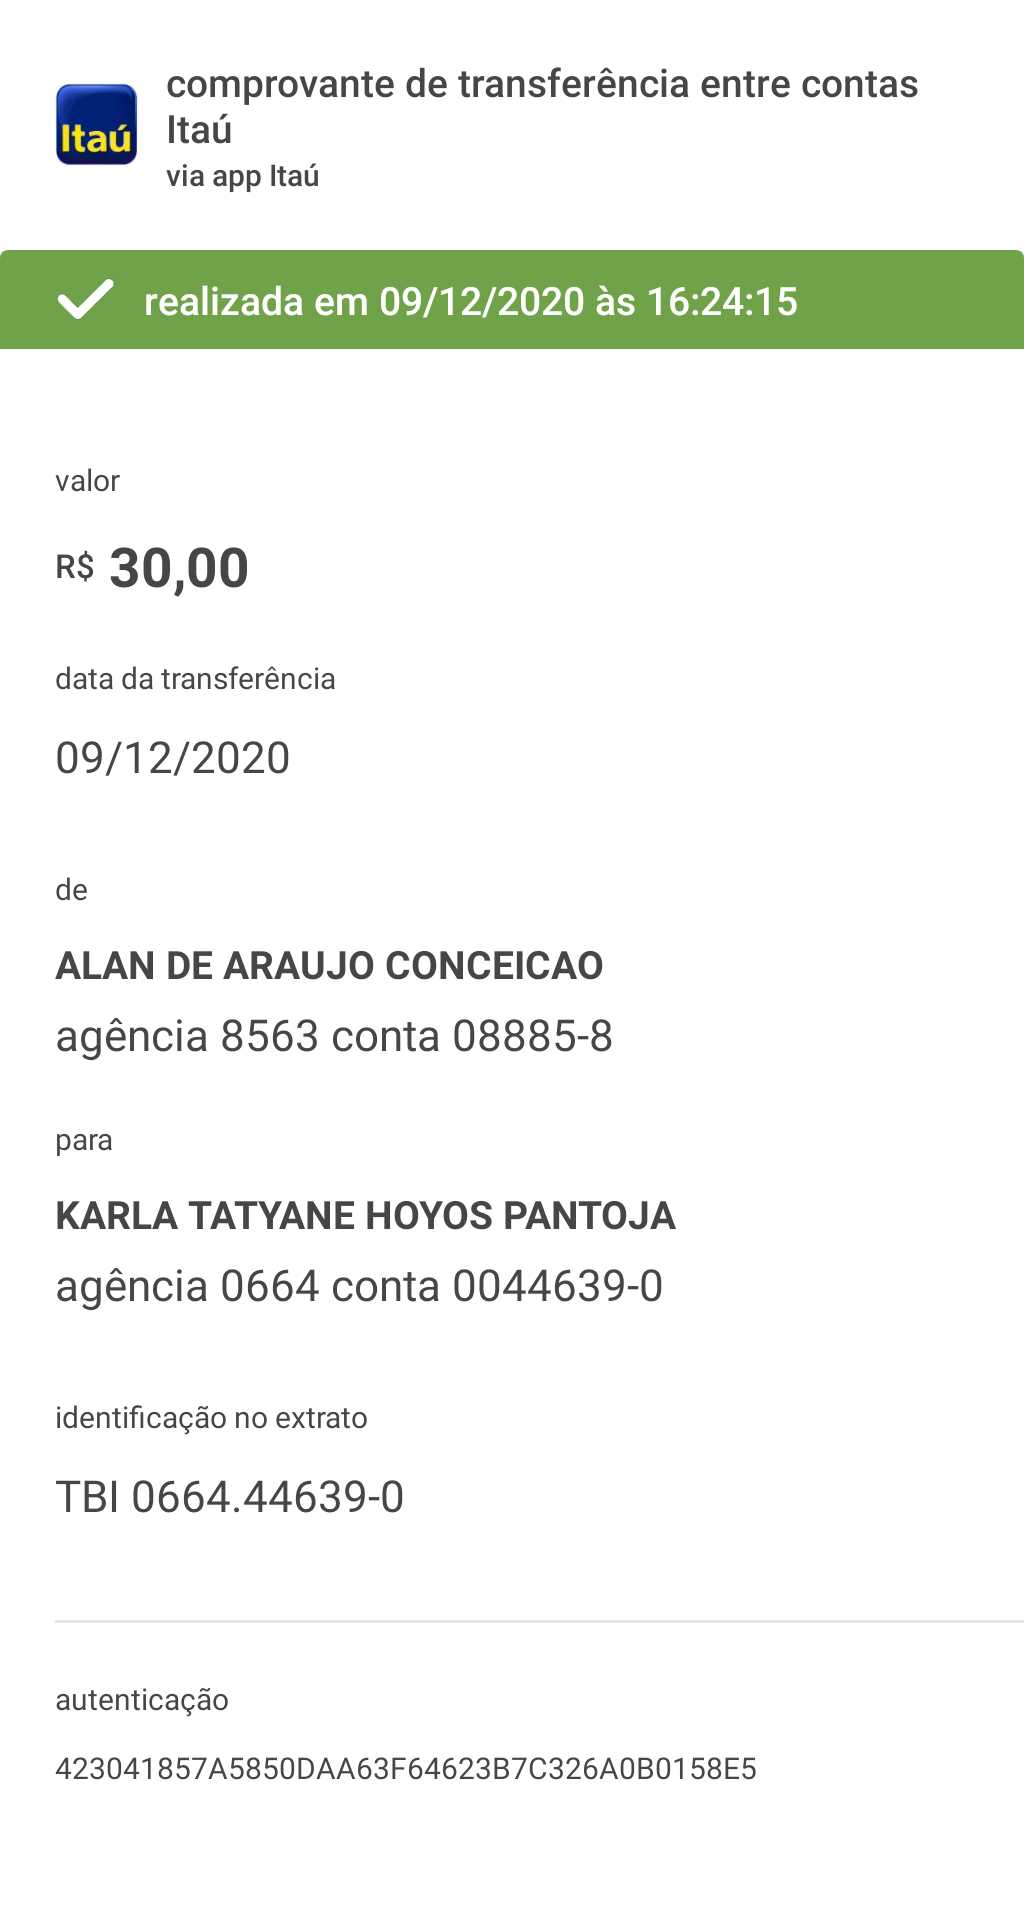 Itaú
comprovante de transferência entre contas
Itaú
via app Itaú
realizada em 09/12/2020 às 16:24:15
valor
R$ 30,00
data da transferência
09/12/2020
de
ALAN DE ARAUJO CONCEICAO
agência 8563 conta 08885-8
para
KARLA TATYANE HOYOS PANTOJA
agência 0664 conta 0044639-0
identificação no extrato
TBI 0664.44639-0
autenticação
423041857A5850DAA63F64623B7C326A0B0158E5